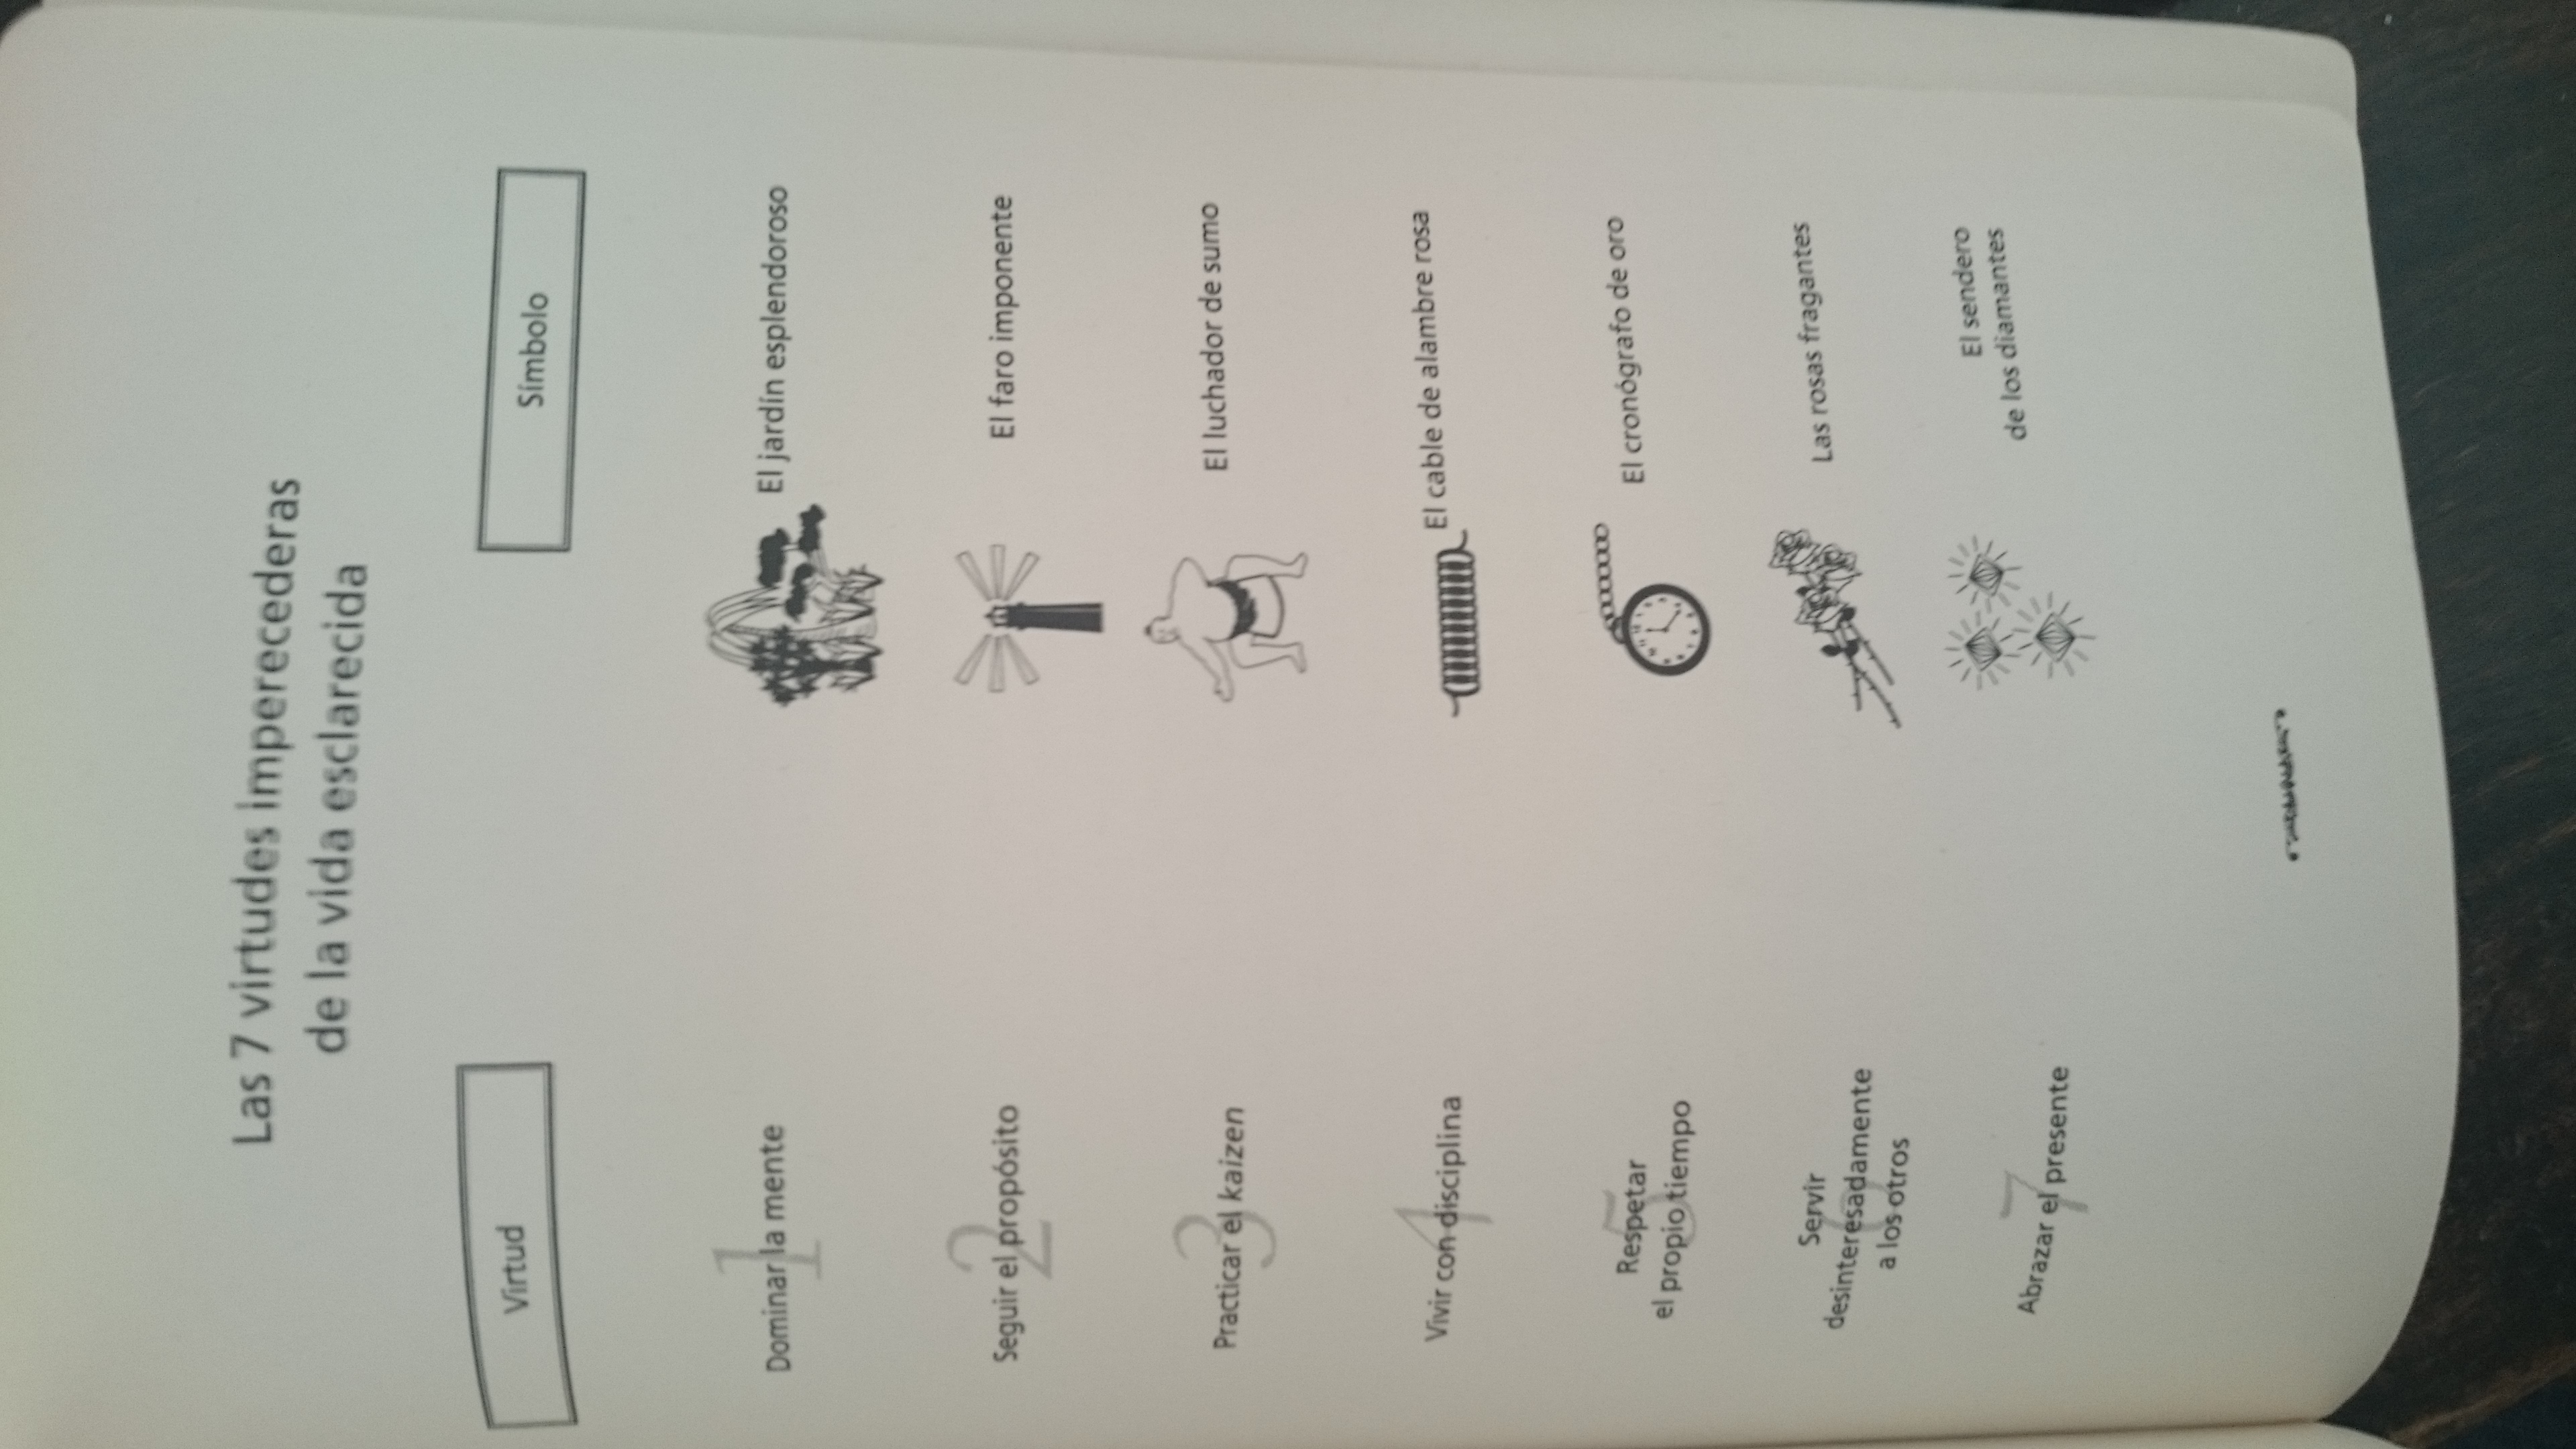 Las 7 virtudes imperecederas
de la vida esclarecida
Virtud
Símbolo
1
Dominar la mente
El jardín esplendoroso
2
Seguir el propósito
El faro imponente
3
Practicar el kaizen
El luchador de sumo
4
Vivir con disciplina
El cable de alambre rosa
5
Respetar
el propio tiempo
El cronógrafo de oro
6
Servir
desinteresadamente
a los otros
Las rosas fragantes
7
Abrazar el presente
El sendero
de los diamantes